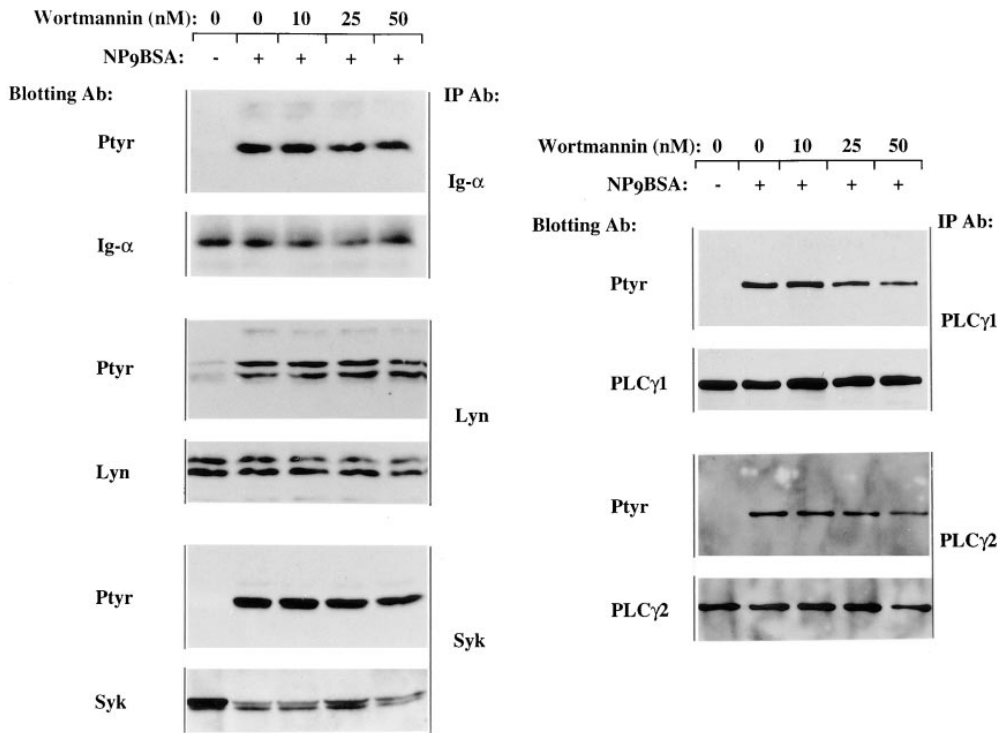 Wortmannin (nM): 0 0 10 25 50
NP9BSA: - + + + +
Blotting Ab: IP Ab:
Ptyr
Ig-α
Ig-α
Ptyr
Lyn
Lyn
Ptyr
Syk
Syk
Wortmannin (nM): 0 0 10 25 50
NP9BSA: - + + + +
Blotting Ab: IP Ab:
Ptyr
PLCγ1
PLCγ1
Ptyr
PLCγ2
PLCγ2